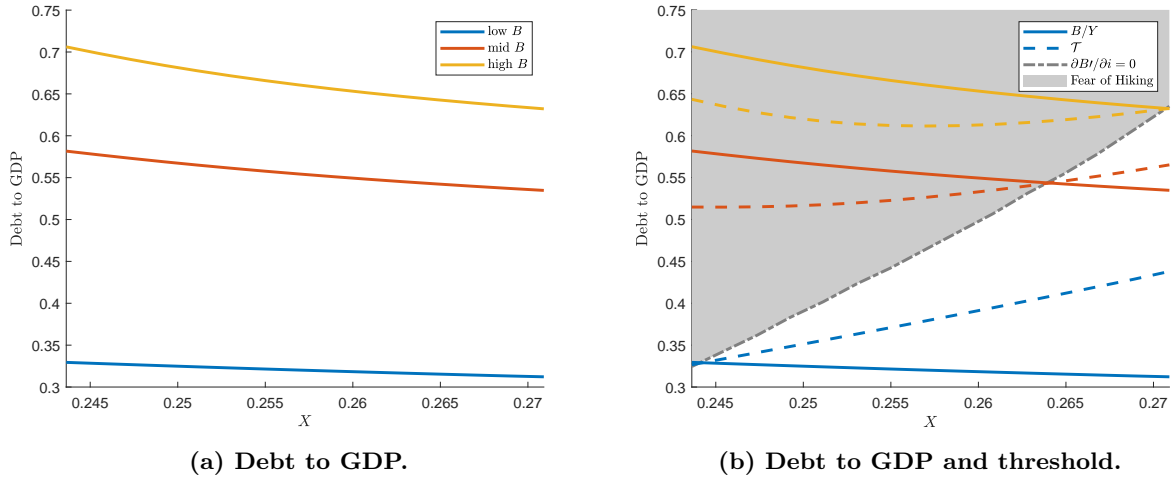 0.75
0.7
0.65
0.6
0.55
0.5
0.45
0.4
0.35
0.3
Debt to GDP
0.245
0.25
0.255
0.26
0.265
0.27
X
low B
mid B
high B
(a) Debt to GDP.
0.75
0.7
0.65
0.6
0.55
0.5
0.45
0.4
0.35
0.3
Debt to GDP
0.245
0.25
0.255
0.26
0.265
0.27
X
B/Y
𝒯
∂B′/∂i = 0
Fear of Hiking
(b) Debt to GDP and threshold.